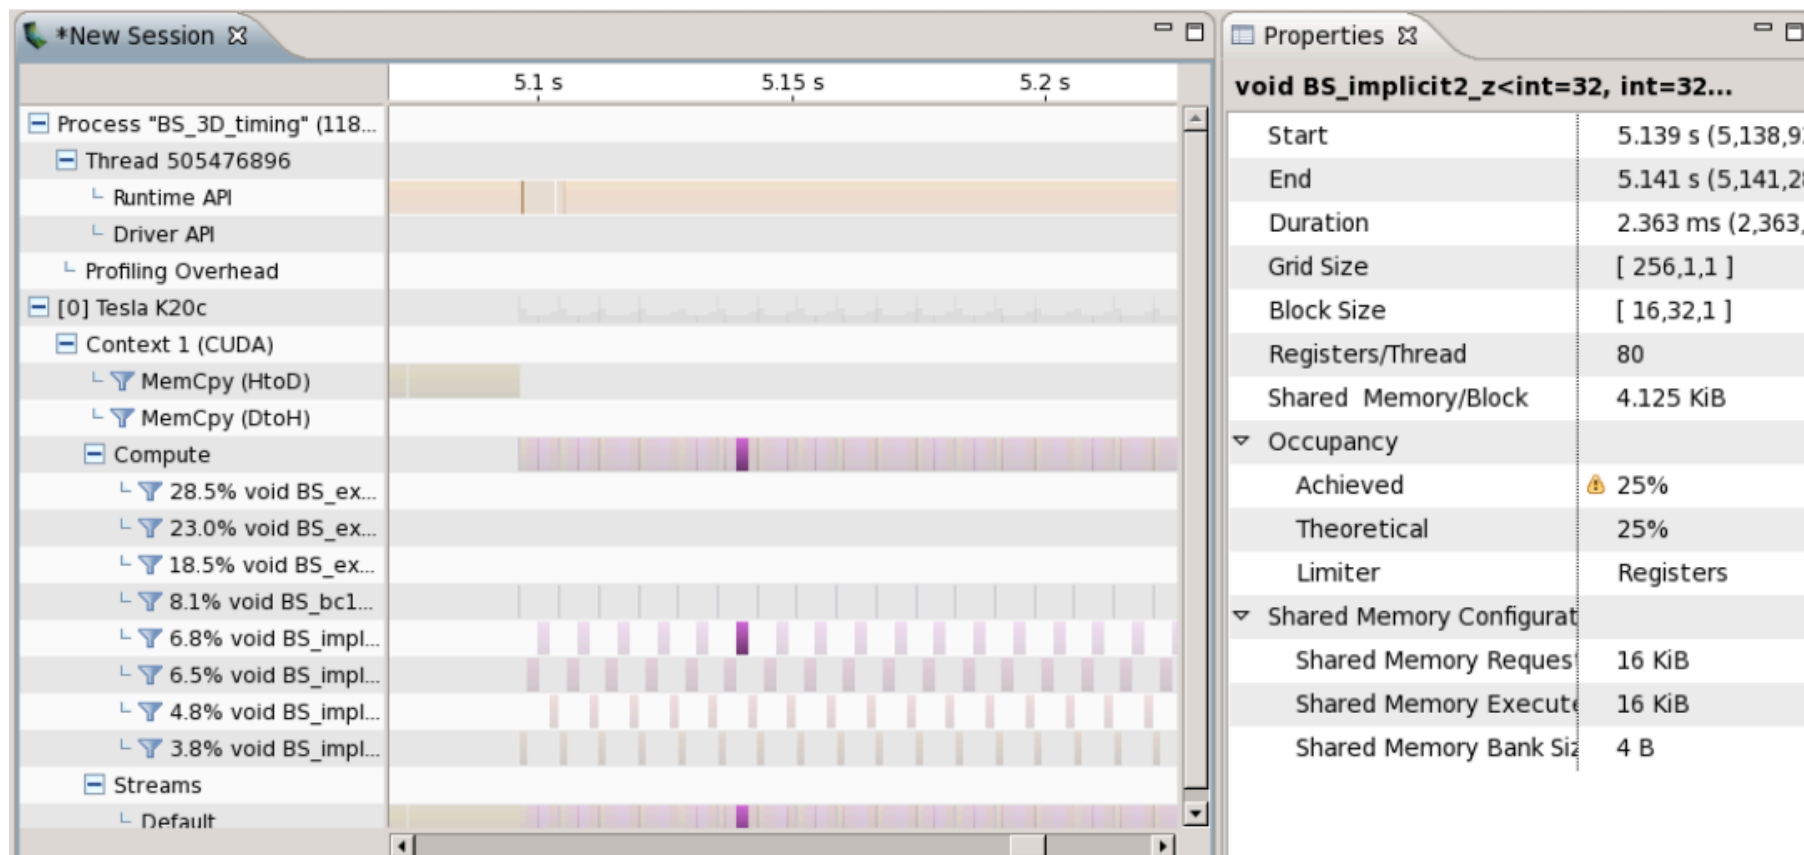 *New Session
5.1 s 5.15 s 5.2 s
Process "BS_3D_timing" (118...
Thread 505476896
Runtime API
Driver API
Profiling Overhead
[0] Tesla K20c
Context 1 (CUDA)
MemCpy (HtoD)
MemCpy (DtoH)
Compute
28.5% void BS_ex...
23.0% void BS_ex...
18.5% void BS_ex...
8.1% void BS_bc1...
6.8% void BS_impl...
6.5% void BS_impl...
4.8% void BS_impl...
3.8% void BS_impl...
Streams
Default
Properties
void BS_implicit2_z<int=32, int=32...
Start 5.139 s (5,138,9
End 5.141 s (5,141,2
Duration 2.363 ms (2,363,
Grid Size [ 256,1,1 ]
Block Size [ 16,32,1 ]
Registers/Thread 80
Shared Memory/Block 4.125 KiB
Occupancy
Achieved 25%
Theoretical 25%
Limiter Registers
Shared Memory Configurat
Shared Memory Reques 16 KiB
Shared Memory Execute 16 KiB
Shared Memory Bank Siz 4 B